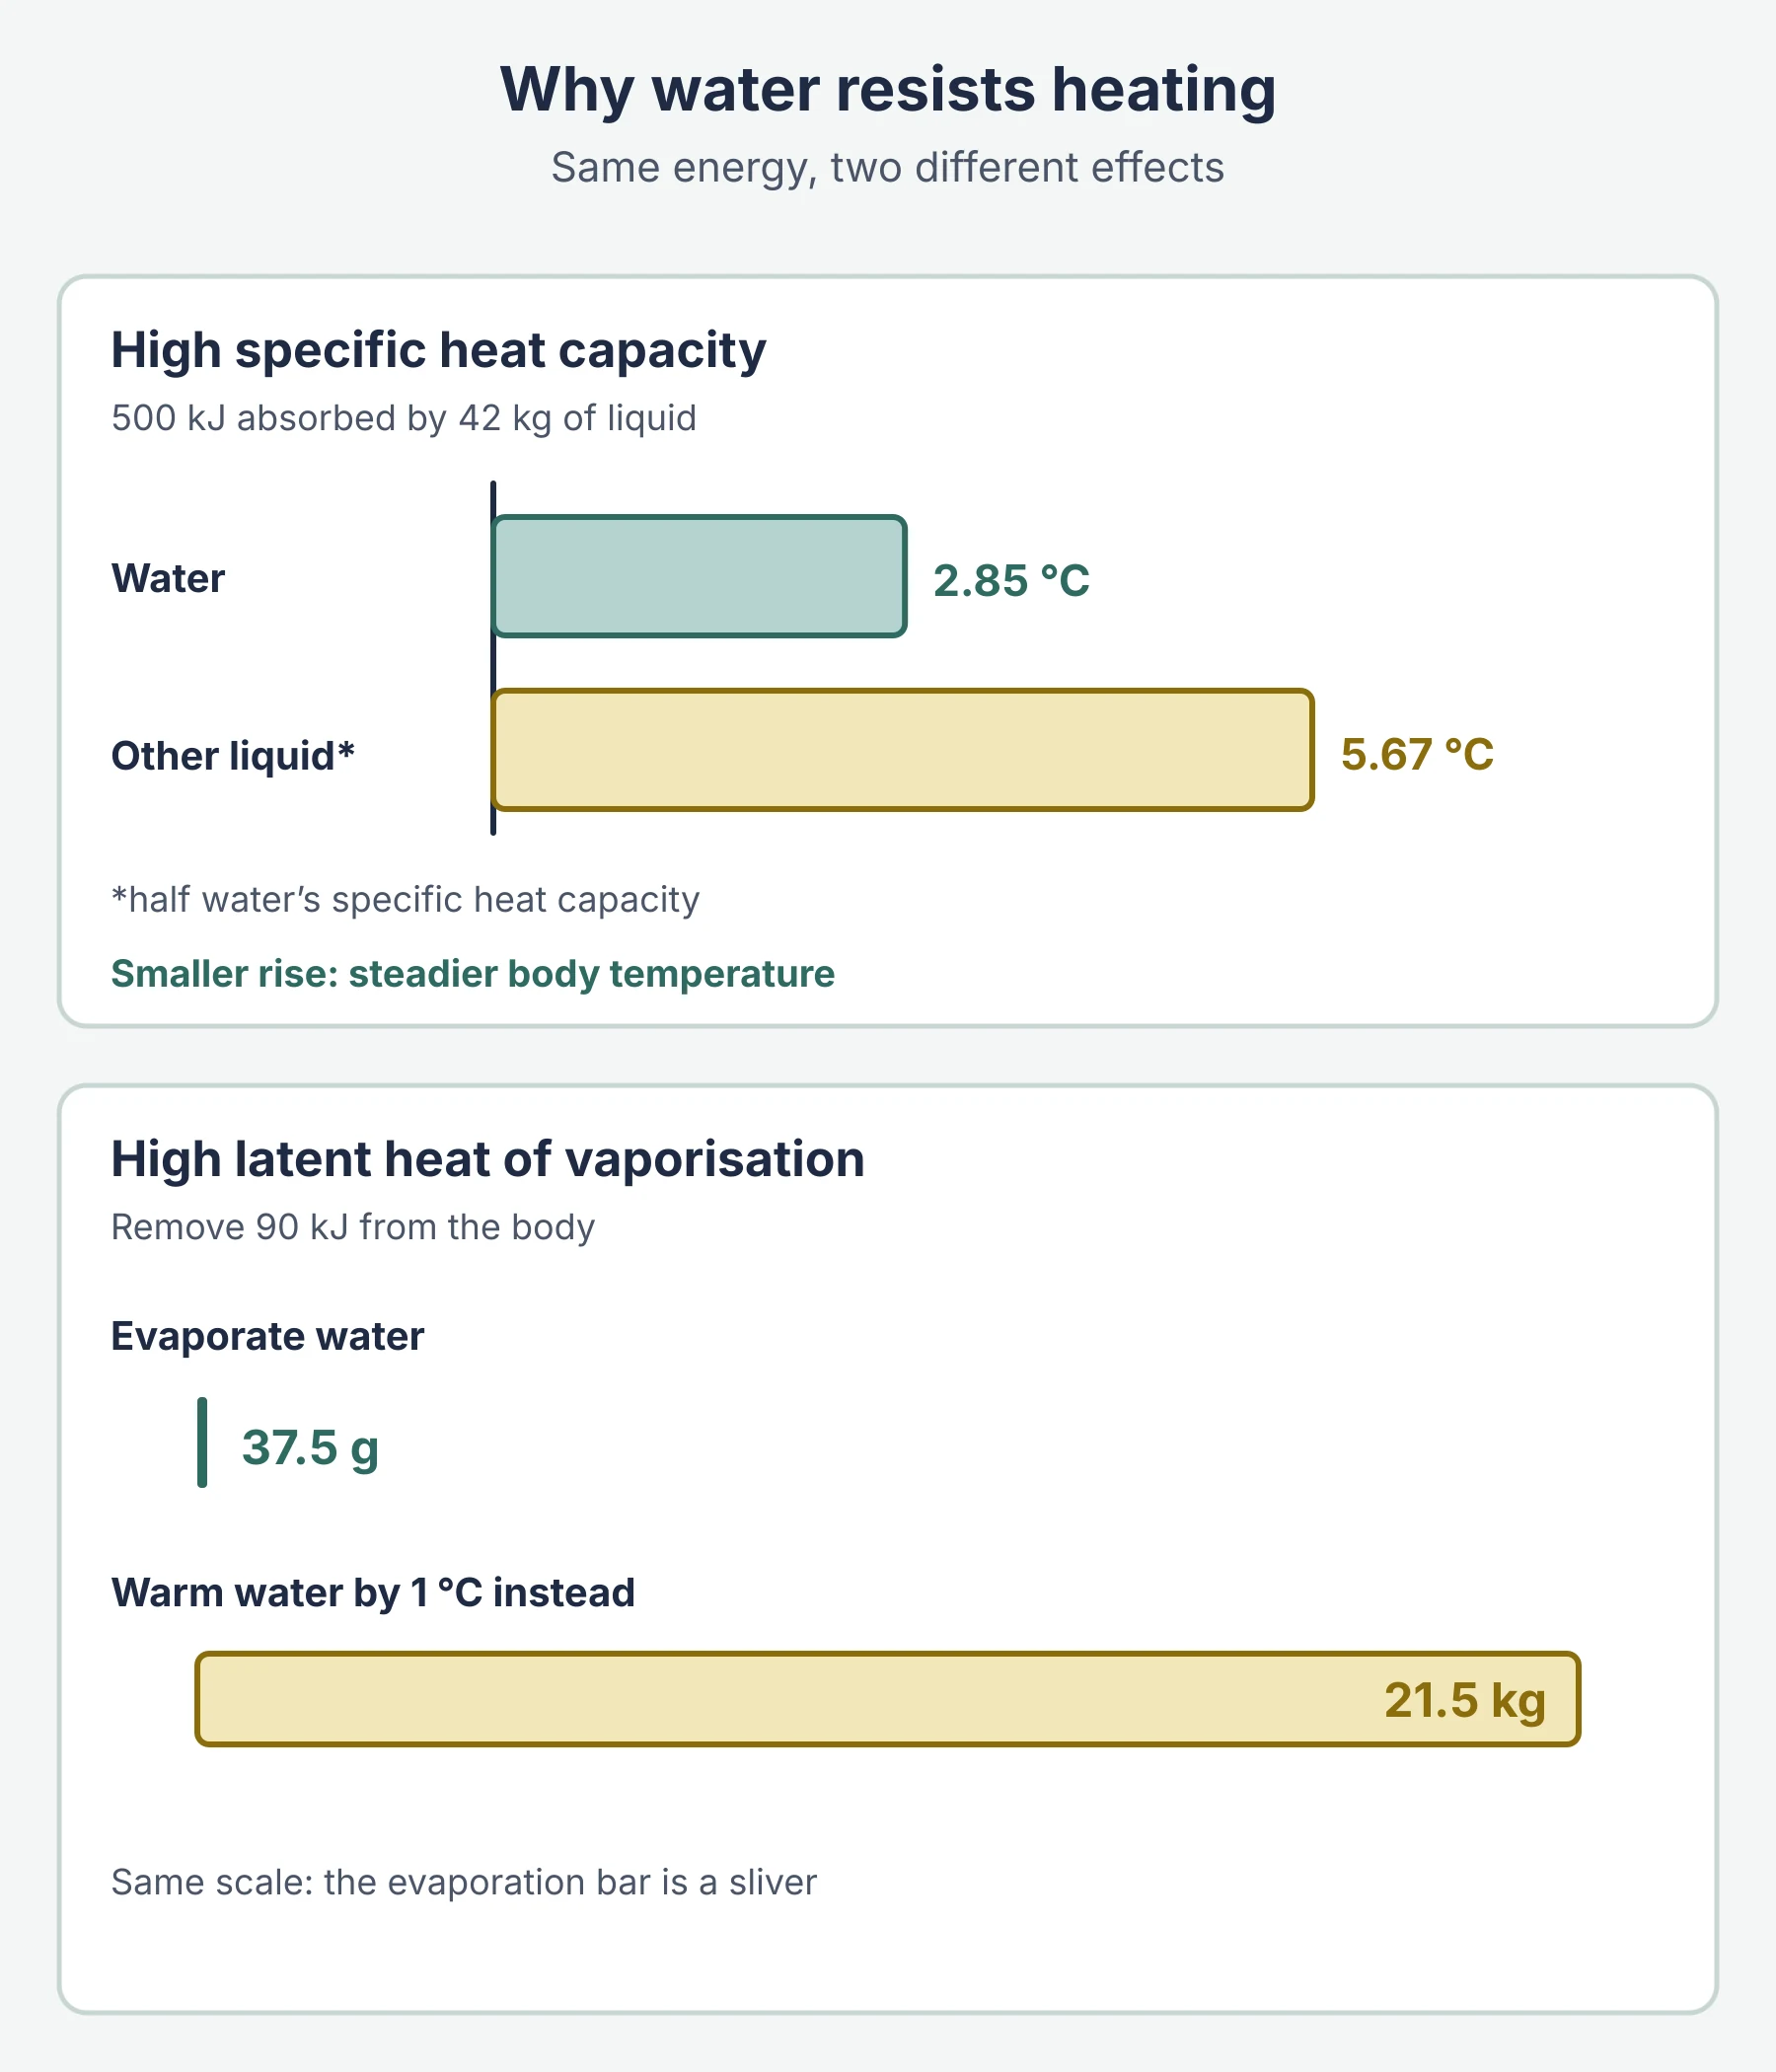 Why water resists heating
Same energy, two different effects
High specific heat capacity
500 kJ absorbed by 42 kg of liquid
Water
2.85 °C
Other liquid*
5.67 °C
*half water’s specific heat capacity
Smaller rise: steadier body temperature
High latent heat of vaporisation
Remove 90 kJ from the body
Evaporate water
37.5 g
Warm water by 1 °C instead
21.5 kg
Same scale: the evaporation bar is a sliver